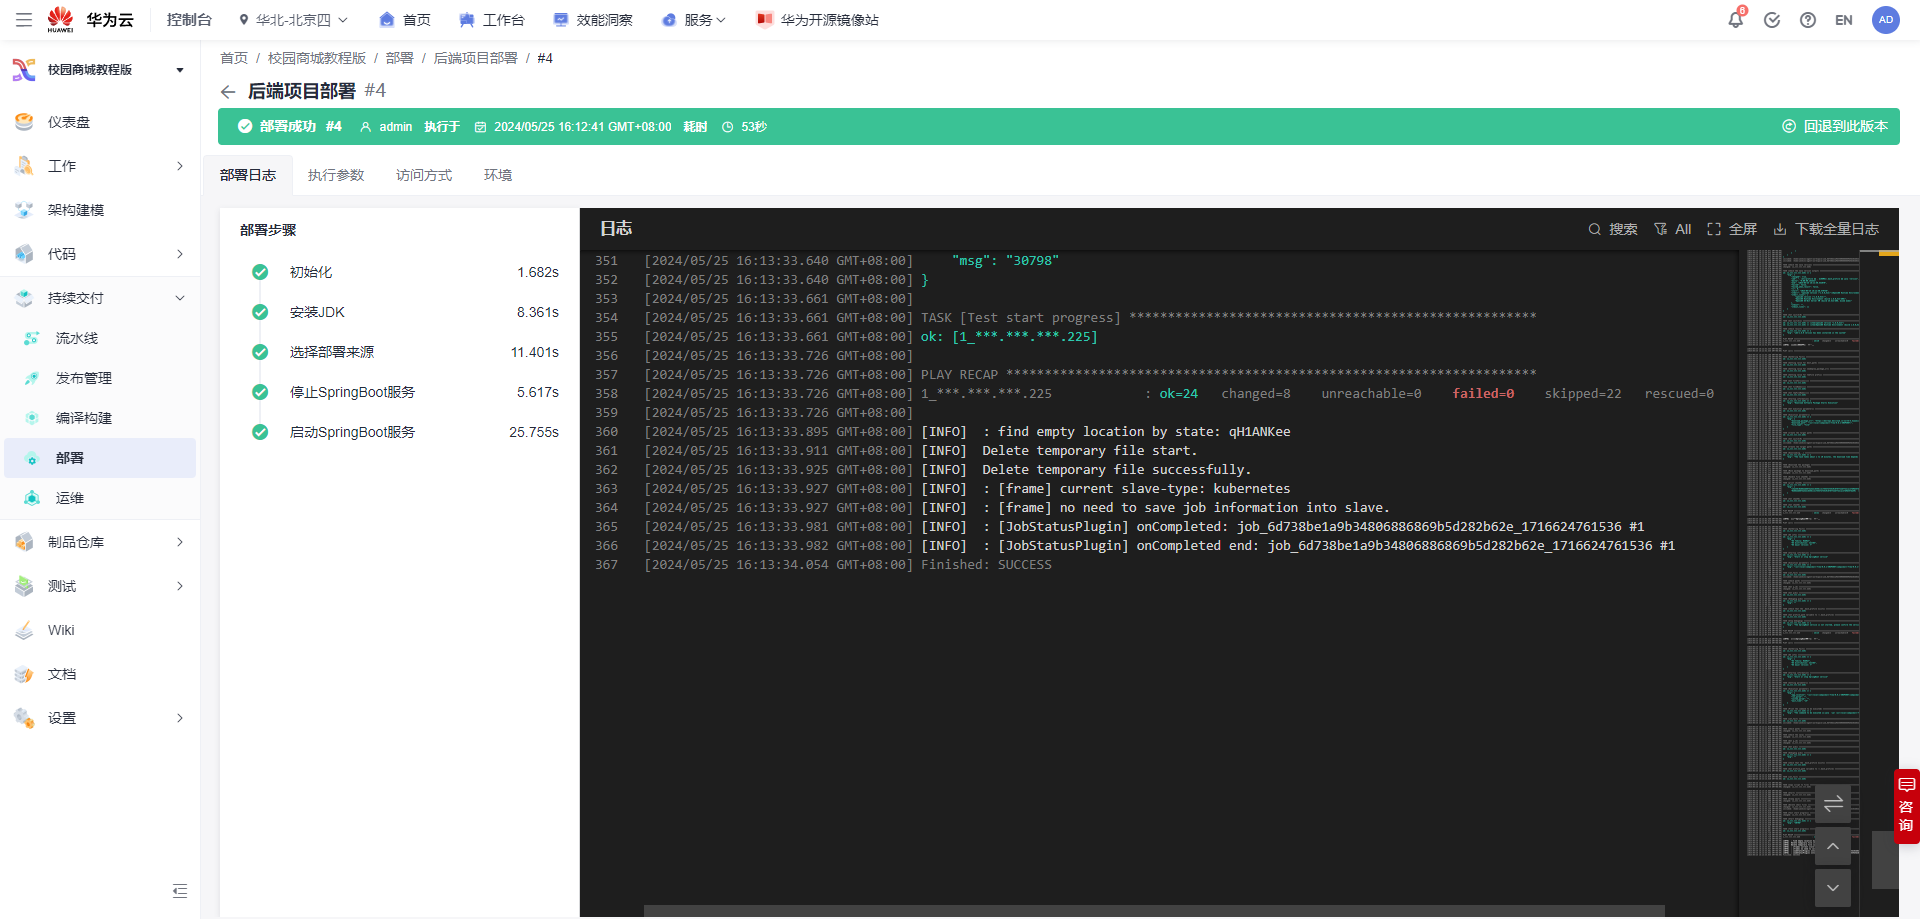 HUAWEI
华为云
控制台
华北-北京四
首页
工作台
效能洞察
服务
华为开源镜像站
6
EN
AD
校园商城教程版
首页 / 校园商城教程版 / 部署 / 后端项目部署 / #4
后端项目部署 #4
部署成功 #4 admin 执行于 2024/05/25 16:12:41 GMT+08:00 耗时 53秒
回退到此版本
仪表盘
工作
架构建模
代码
持续交付
流水线
发布管理
编译构建
部署
运维
制品仓库
测试
Wiki
文档
设置
部署日志
执行参数
访问方式
环境
部署步骤
初始化 1.682s
安装JDK 8.361s
选择部署来源 11.401s
停止SpringBoot服务 5.617s
启动SpringBoot服务 25.755s
日志
搜索
All
全屏
下载全量日志
351 [2024/05/25 16:13:33.640 GMT+08:00]     "msg": "30798"
352 [2024/05/25 16:13:33.640 GMT+08:00] }
353 [2024/05/25 16:13:33.661 GMT+08:00]
354 [2024/05/25 16:13:33.661 GMT+08:00] TASK [Test start progress] *****************************************************
355 [2024/05/25 16:13:33.661 GMT+08:00] ok: [1_***.***.***.225]
356 [2024/05/25 16:13:33.726 GMT+08:00]
357 [2024/05/25 16:13:33.726 GMT+08:00] PLAY RECAP *********************************************************************
358 [2024/05/25 16:13:33.726 GMT+08:00] 1_***.***.***.225            : ok=24   changed=8    unreachable=0    failed=0    skipped=22   rescued=0
359 [2024/05/25 16:13:33.726 GMT+08:00]
360 [2024/05/25 16:13:33.895 GMT+08:00] [INFO]  : find empty location by state: qH1ANKee
361 [2024/05/25 16:13:33.911 GMT+08:00] [INFO]  Delete temporary file start.
362 [2024/05/25 16:13:33.925 GMT+08:00] [INFO]  Delete temporary file successfully.
363 [2024/05/25 16:13:33.927 GMT+08:00] [INFO]  : [frame] current slave-type: kubernetes
364 [2024/05/25 16:13:33.927 GMT+08:00] [INFO]  : [frame] no need to save job information into slave.
365 [2024/05/25 16:13:33.981 GMT+08:00] [INFO]  : [JobStatusPlugin] onCompleted: job_6d738be1a9b34806886869b5d282b62e_1716624761536 #1
366 [2024/05/25 16:13:33.982 GMT+08:00] [INFO]  : [JobStatusPlugin] onCompleted end: job_6d738be1a9b34806886869b5d282b62e_1716624761536 #1
367 [2024/05/25 16:13:34.054 GMT+08:00] Finished: SUCCESS
咨询